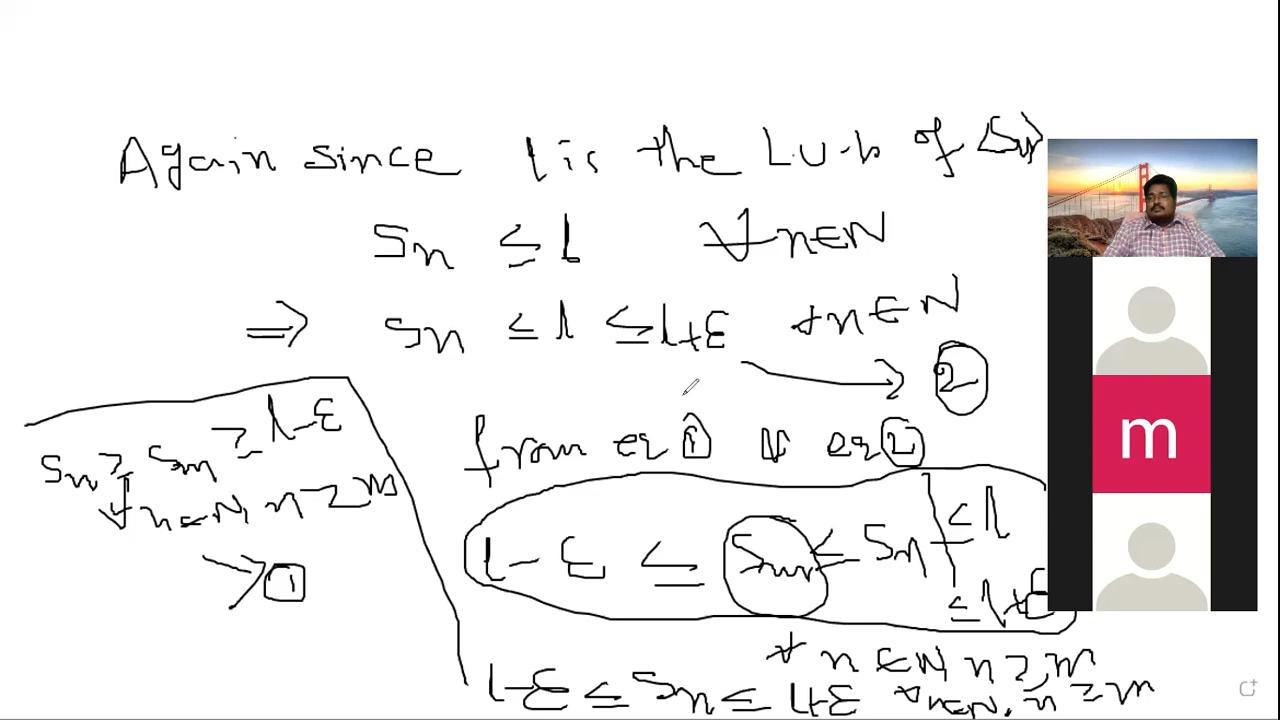 Again since l is the L.U.b of <Sn>
Sn ≤ l ∀n∈N
⇒ Sn ≤ l ≤ l+ε ∀n∈N
→ 2
Sn ≥ Sm ≥ l-ε
∀n∈N, n ≥ m
→ 1
from eq 1 & eq 2
l-ε ≤ Sm ≤ Sn ≤ l
≤ l+ε
∀ n∈N, n ≥ m
l-ε ≤ Sn ≤ l+ε ∀n∈N, n ≥ m
m